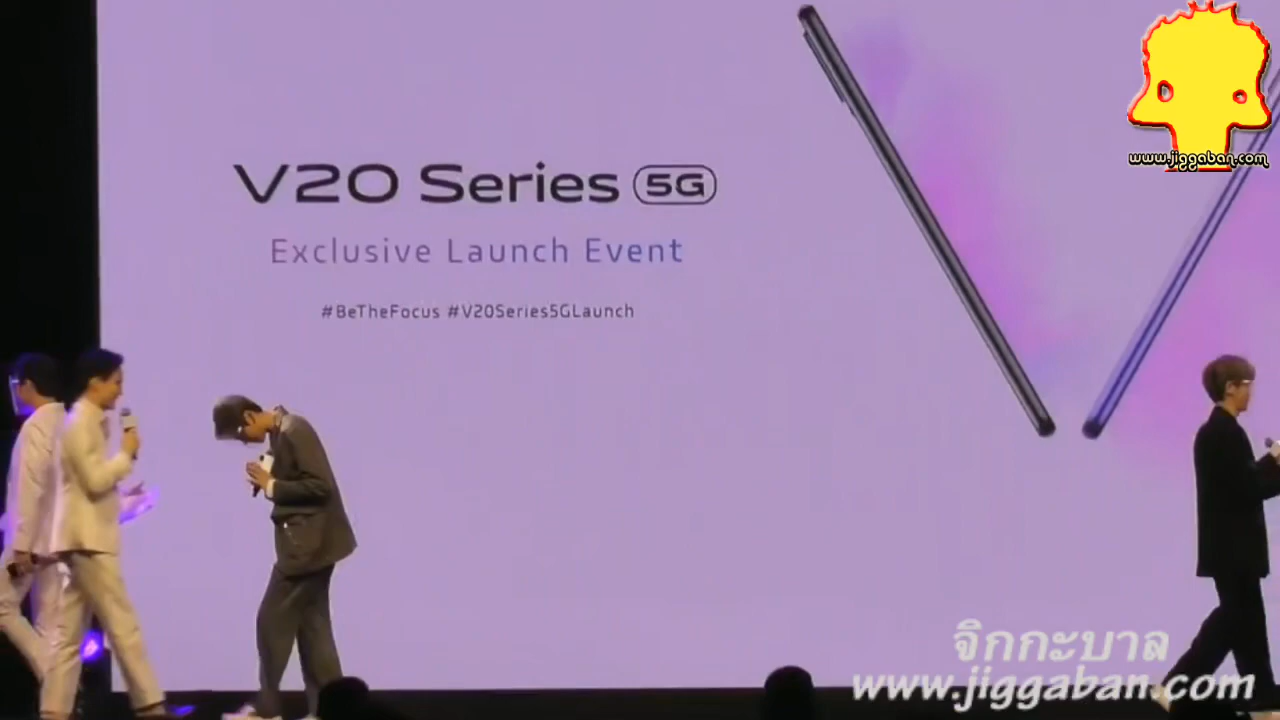 www.jiggaban.com
V20 Series 5G
Exclusive Launch Event
#BeTheFocus #V20Series5GLaunch
จิกกะบาล
www.jiggaban.com